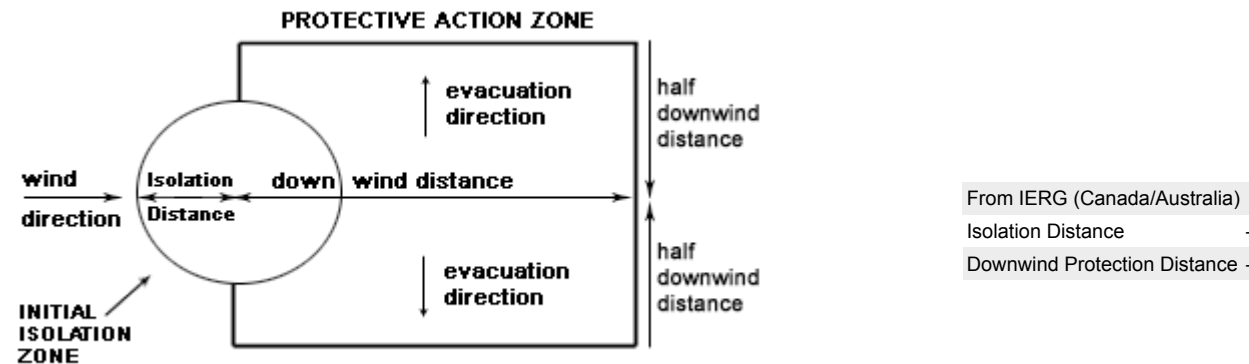 PROTECTIVE ACTION ZONE
evacuation
direction
half
downwind
distance
wind
direction
Isolation
Distance
down wind distance
evacuation
direction
half
downwind
distance
INITIAL
ISOLATION
ZONE
From IERG (Canada/Australia)
Isolation Distance -
Downwind Protection Distance -